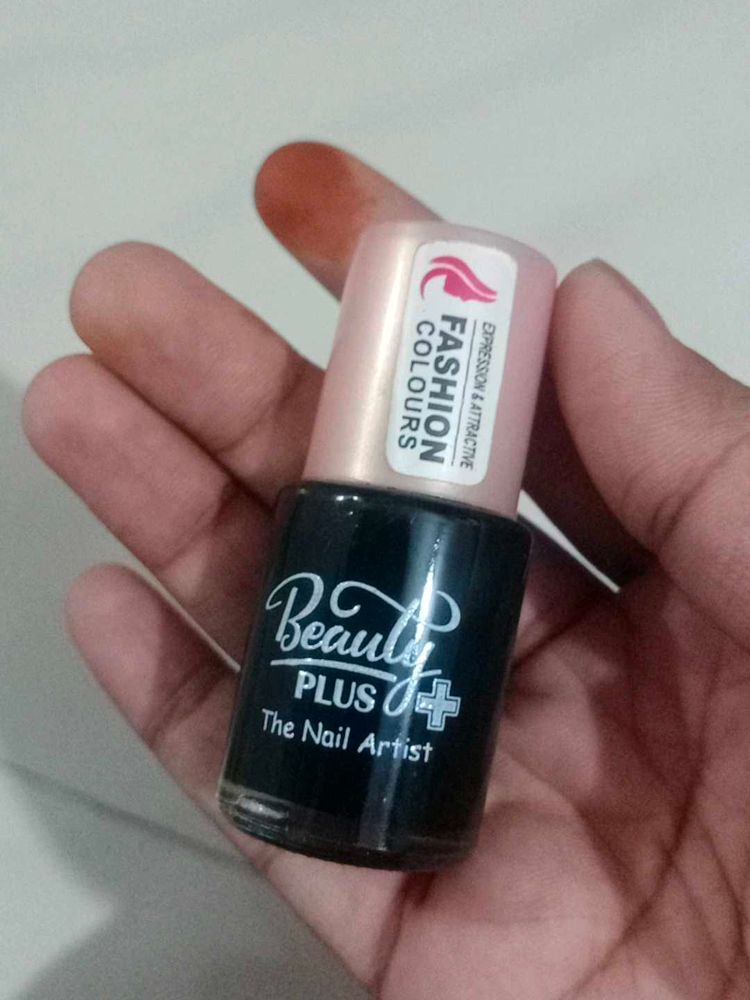 EXPRESSION & ATTRACTIVE
FASHION
COLOURS
Beauty
PLUS
The Nail Artist